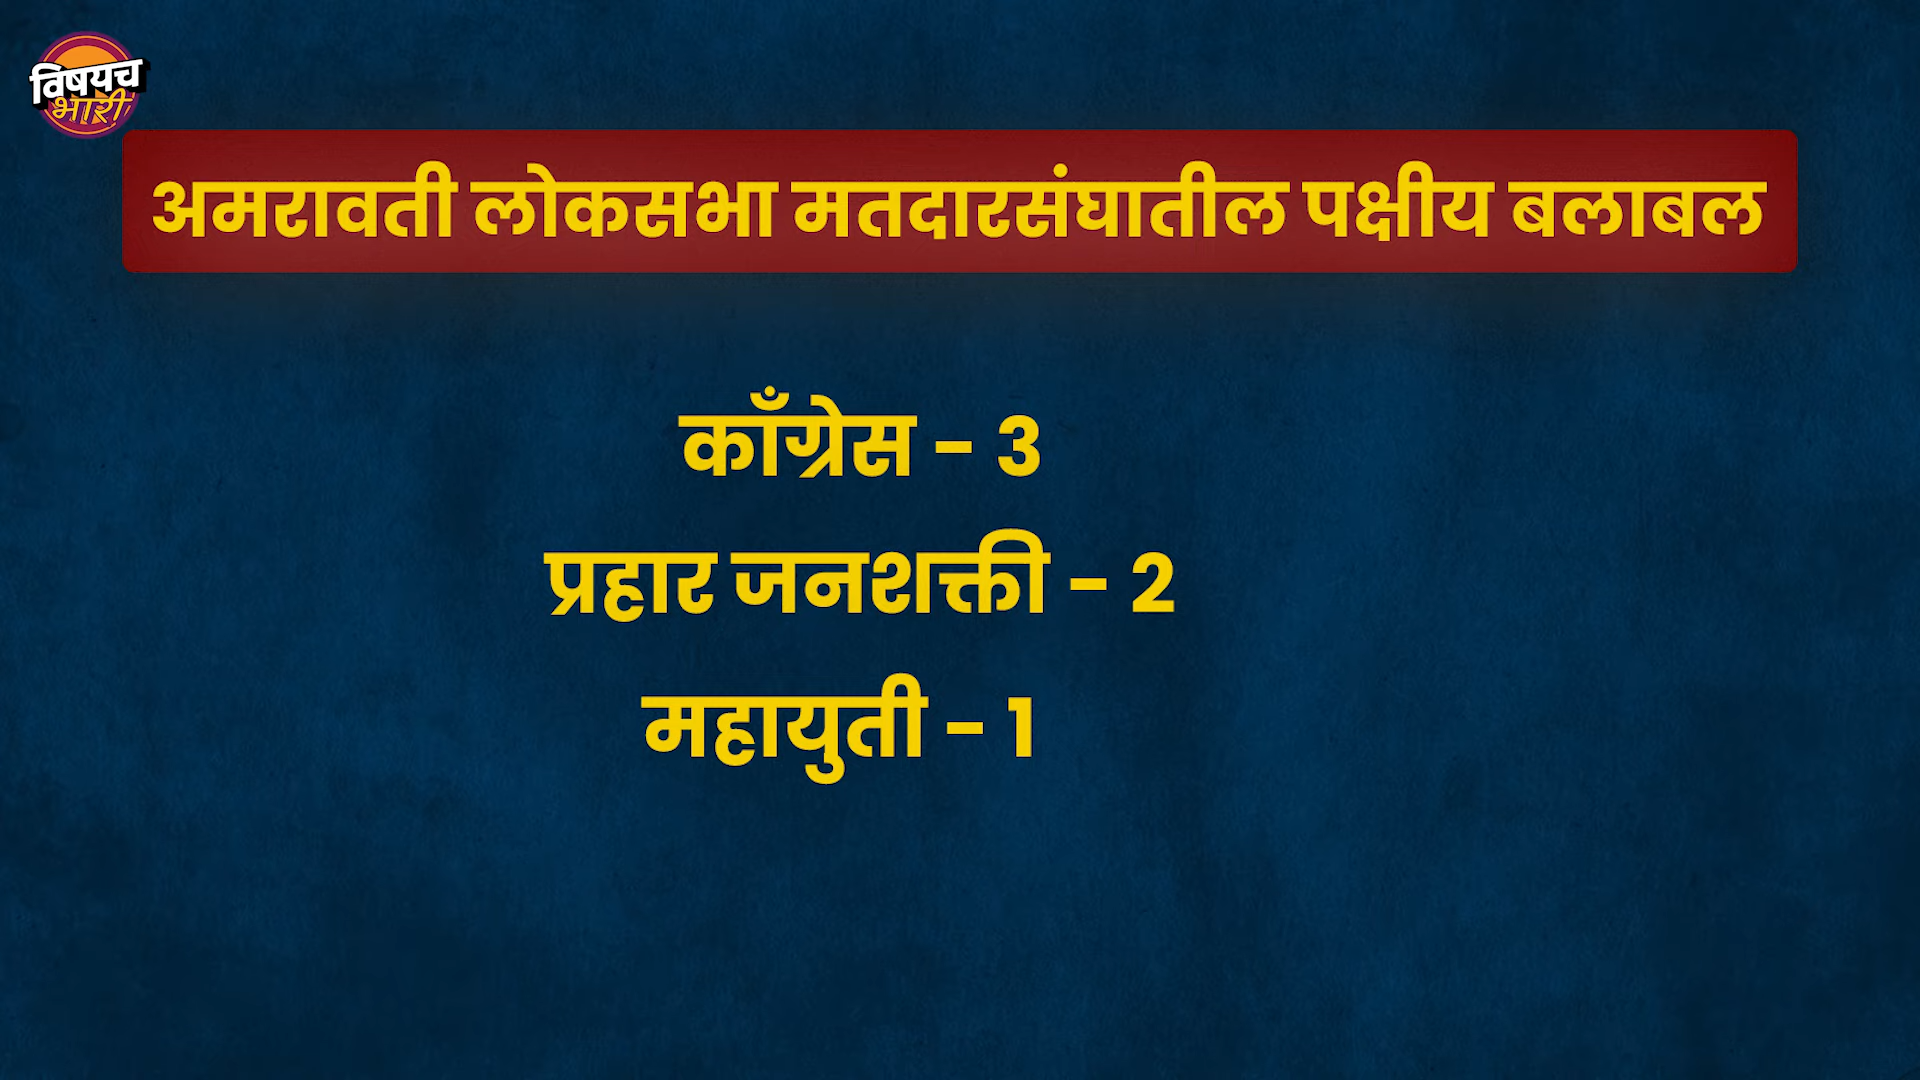 विषयच
भारी
अमरावती लोकसभा मतदारसंघातील पक्षीय बलाबल
काँग्रेस - 3
प्रहार जनशक्ती - 2
महायुती - 1